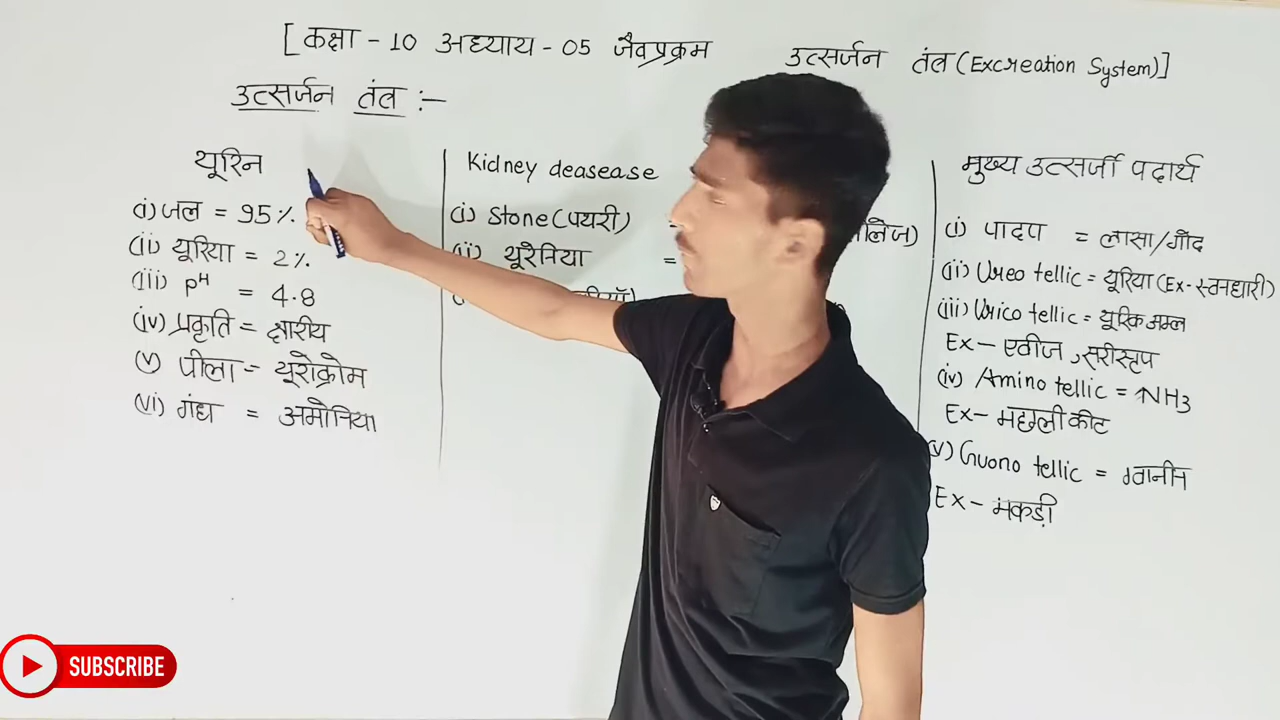 [ कक्षा - 10 अध्याय - 05 जैवप्रक्रम उत्सर्जन तंत्र (Excreation System)]
उत्सर्जन तंत्र :-
यूरिन
(i) जल = 95 %
(ii) यूरिया = 2 %
(iii) pH = 4.8
(iv) प्रकृति = क्षारीय
(v) पीला - यूरोक्रोम
(vi) गंध = अमोनिया
Kidney deasease
(i) Stone (पथरी) =
(ii) यूरेनिया =
मुख्य उत्सर्जी पदार्थ
(i) पादप = लासा/गोंद
(ii) Ureo tellic = यूरिया (Ex - स्तनधारी)
(iii) Urico tellic = यूरिक अम्ल
Ex - एवीज, सरीसृप
(iv) Amino tellic = NH3
Ex - मछली कीट
(v) Guono tellic = ग्वानीन
Ex - मकड़ी
SUBSCRIBE